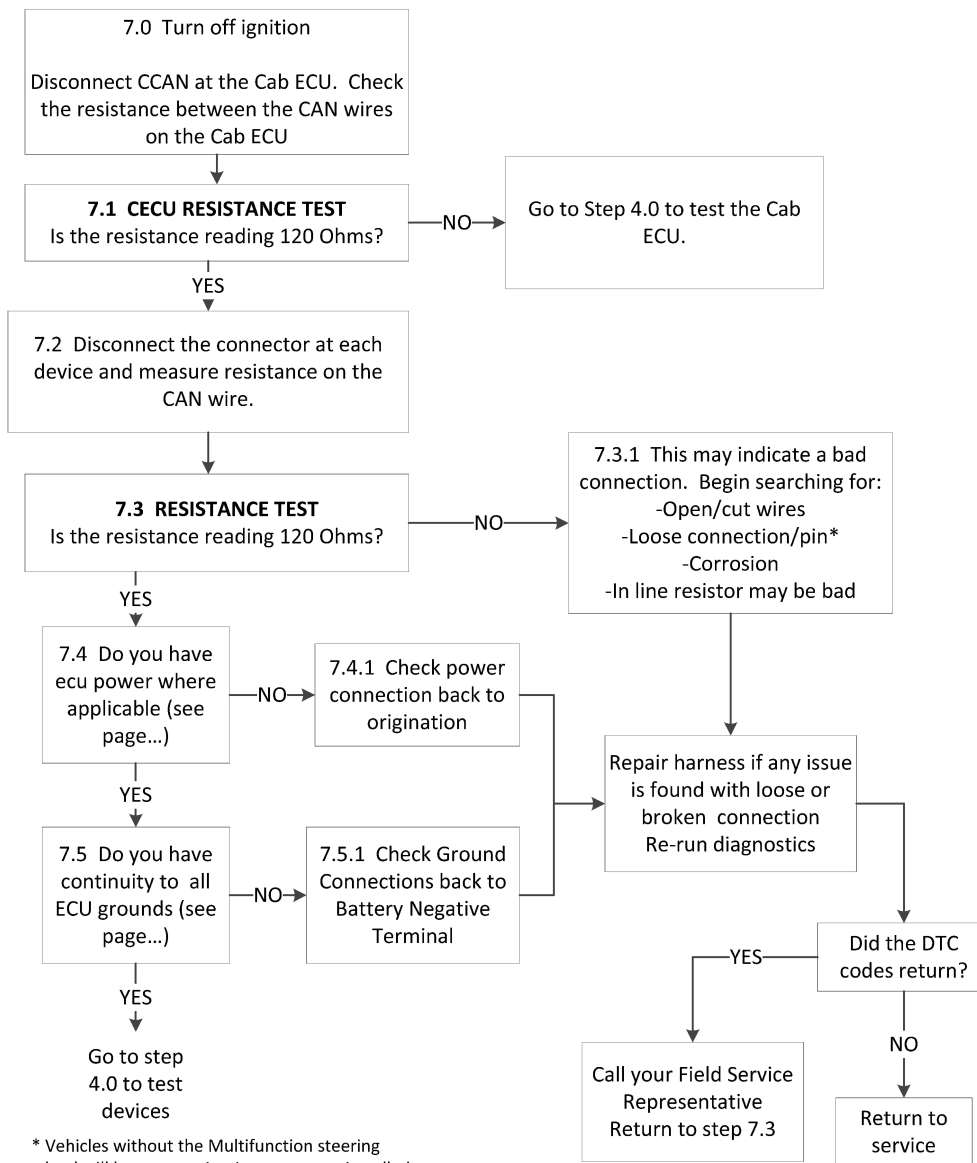 7.0 Turn off ignition
Disconnect CCAN at the Cab ECU. Check
the resistance between the CAN wires
on the Cab ECU
7.1 CECU RESISTANCE TEST
Is the resistance reading 120 Ohms?
NO
Go to Step 4.0 to test the Cab
ECU.
YES
7.2 Disconnect the connector at each
device and measure resistance on the
CAN wire.
7.3 RESISTANCE TEST
Is the resistance reading 120 Ohms?
NO
7.3.1 This may indicate a bad
connection. Begin searching for:
-Open/cut wires
-Loose connection/pin*
-Corrosion
-In line resistor may be bad
YES
7.4 Do you have
ecu power where
applicable (see
page…)
NO
7.4.1 Check power
connection back to
origination
Repair harness if any issue
is found with loose or
broken connection
Re-run diagnostics
YES
7.5 Do you have
continuity to all
ECU grounds (see
page…)
NO
7.5.1 Check Ground
Connections back to
Battery Negative
Terminal
Did the DTC
codes return?
YES
NO
YES
Go to step
4.0 to test
devices
Call your Field Service
Representative
Return to step 7.3
Return to
service
* Vehicles without the Multifunction steering